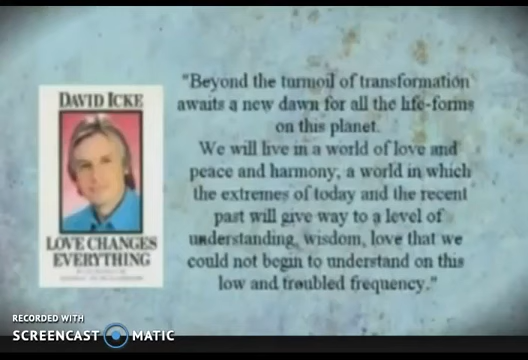 DAVID ICKE
LOVE CHANGES
EVERYTHING
"Beyond the turmoil of transformation
awaits a new dawn for all the life-forms
on this planet.
We will live in a world of love and
peace and harmony, a world in which
the extremes of today and the recent
past will give way to a level of
understanding, wisdom, love that we
could not begin to understand on this
low and troubled frequency."
RECORDED WITH
SCREENCAST MATIC